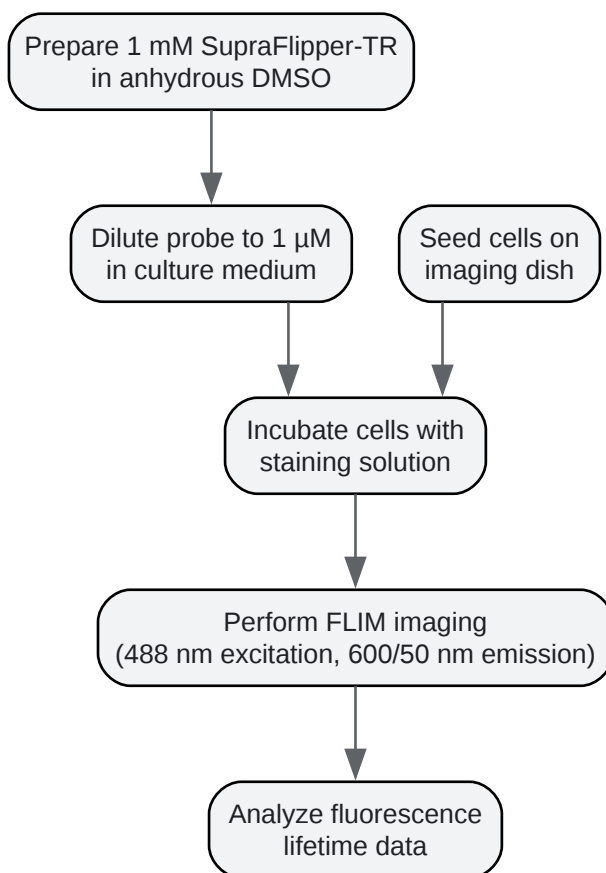 Prepare 1 mM SupraFlipper-TR
in anhydrous DMSO
Dilute probe to 1 µM
in culture medium
Seed cells on
imaging dish
Incubate cells with
staining solution
Perform FLIM imaging
(488 nm excitation, 600/50 nm emission)
Analyze fluorescence
lifetime data